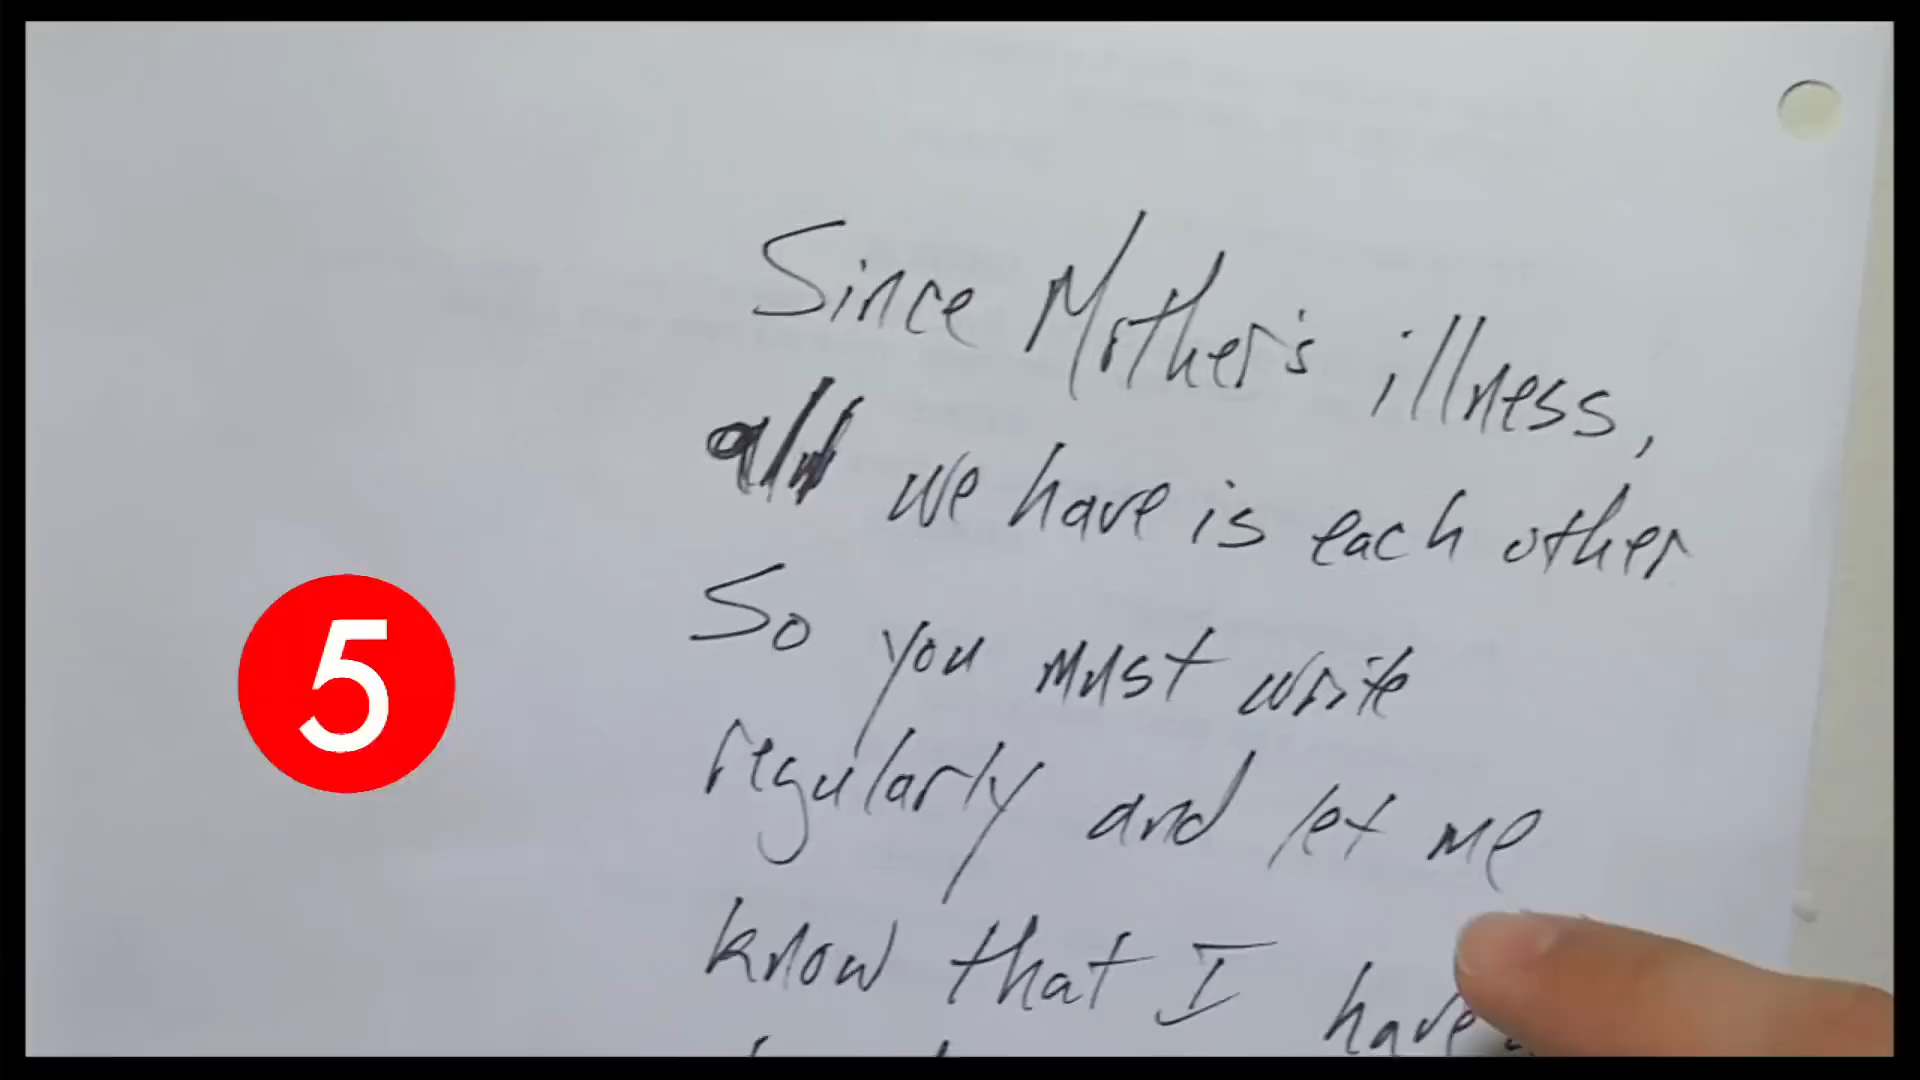 Since Mother's illness,
all we have is each other
So you must write
regularly and let me
know that I have
5